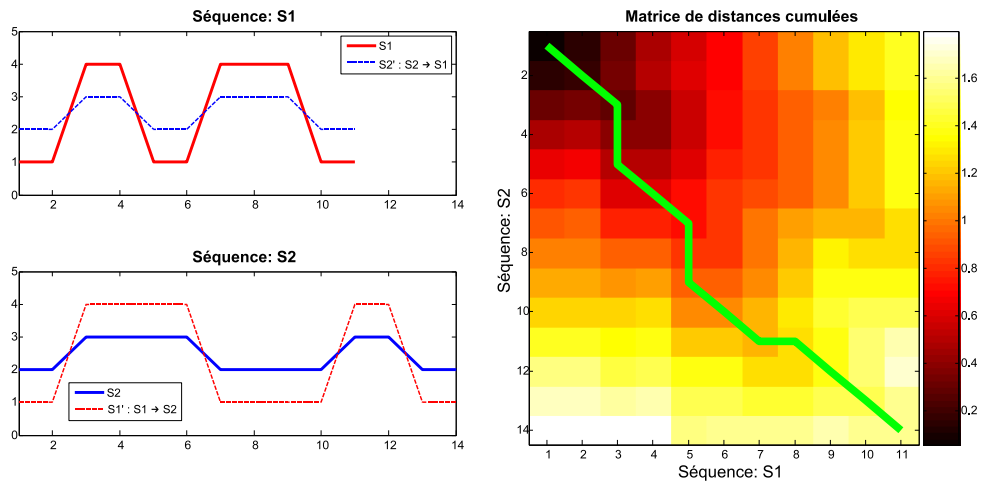 Séquence: S1
5
4
3
2
1
0
S1
S2' : S2 → S1
2 4 6 8 10 12 14
Séquence: S2
5
4
3
2
1
0
S2
S1' : S1 → S2
2 4 6 8 10 12 14
Matrice de distances cumulées
Séquence: S2
2
4
6
8
10
12
14
1 2 3 4 5 6 7 8 9 10 11
Séquence: S1
1.6
1.4
1.2
1
0.8
0.6
0.4
0.2